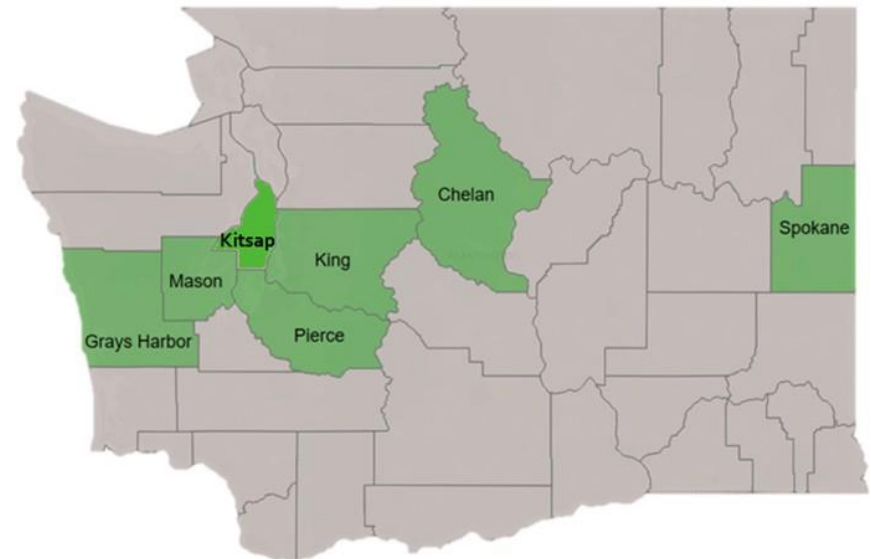 Chelan
Spokane
Kitsap
King
Mason
Pierce
Grays Harbor